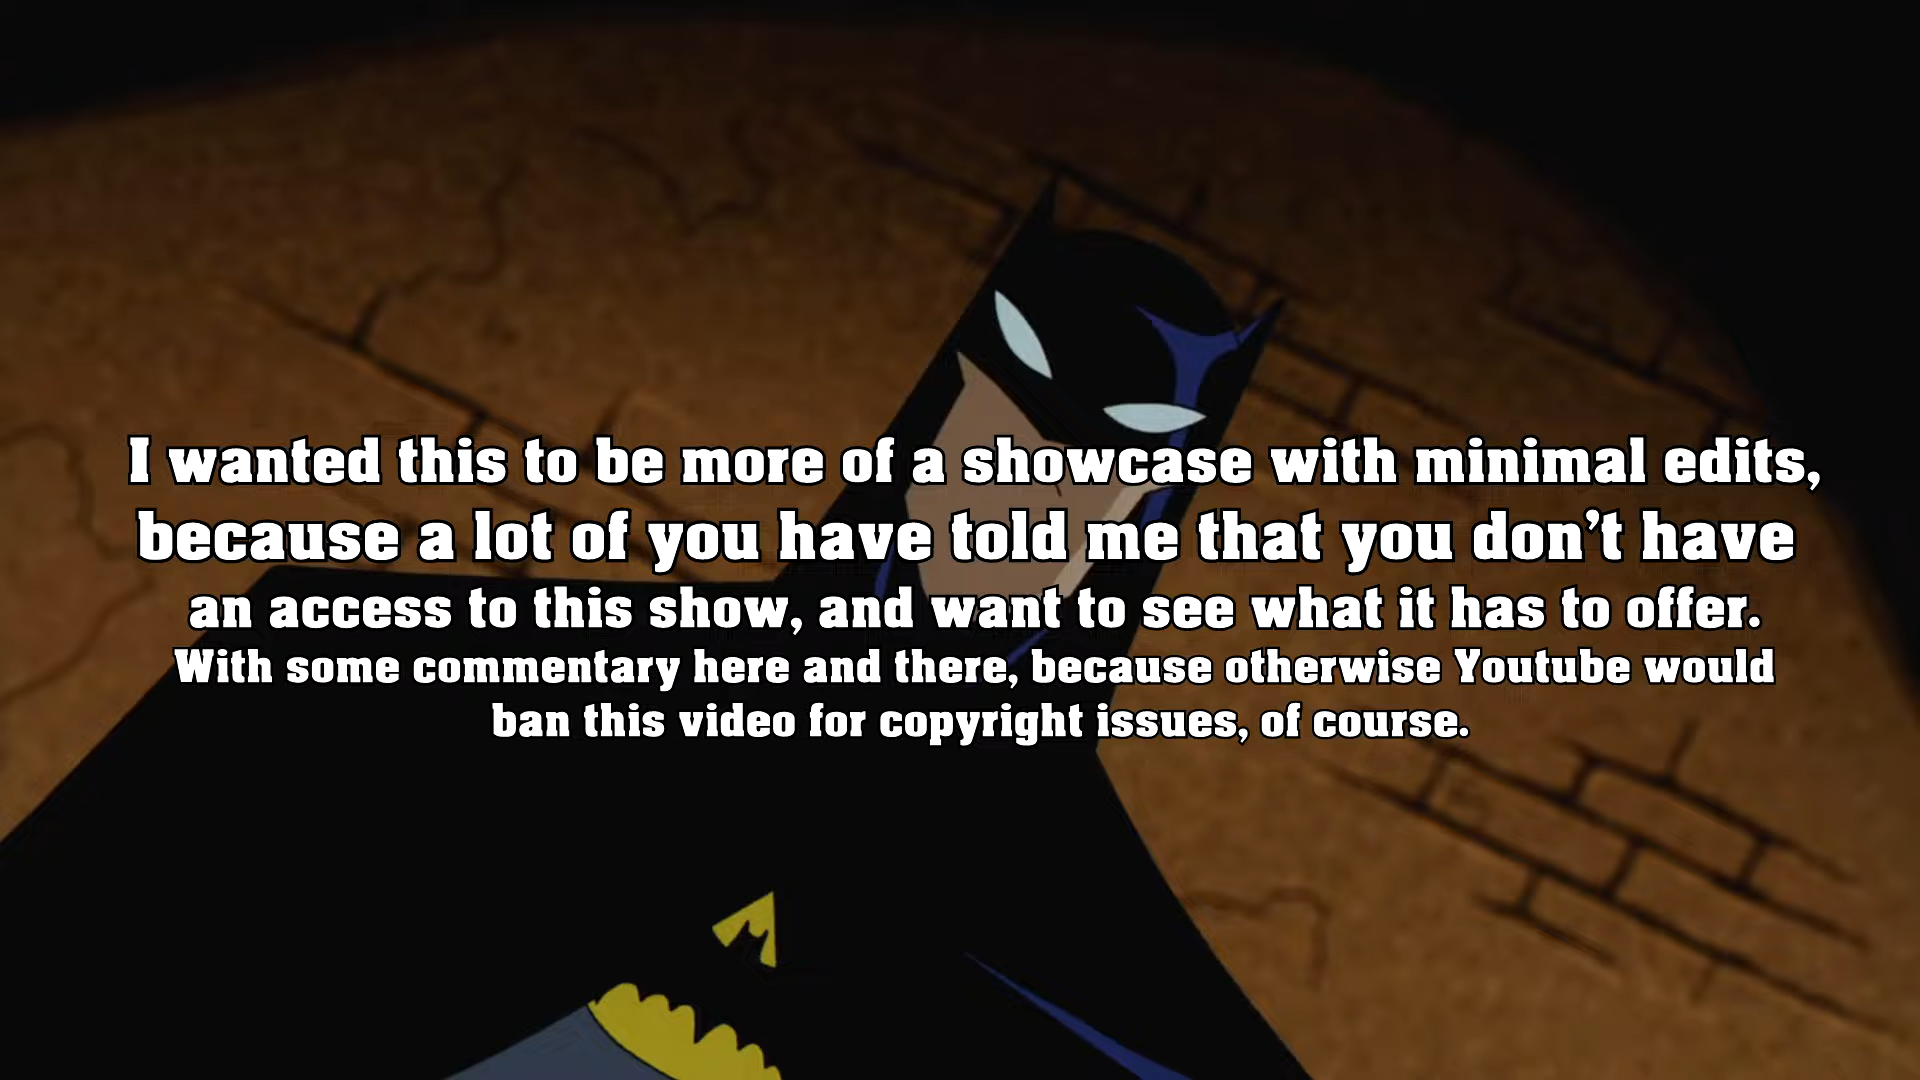 I wanted this to be more of a showcase with minimal edits,
because a lot of you have told me that you don’t have
an access to this show, and want to see what it has to offer.
With some commentary here and there, because otherwise Youtube would
ban this video for copyright issues, of course.